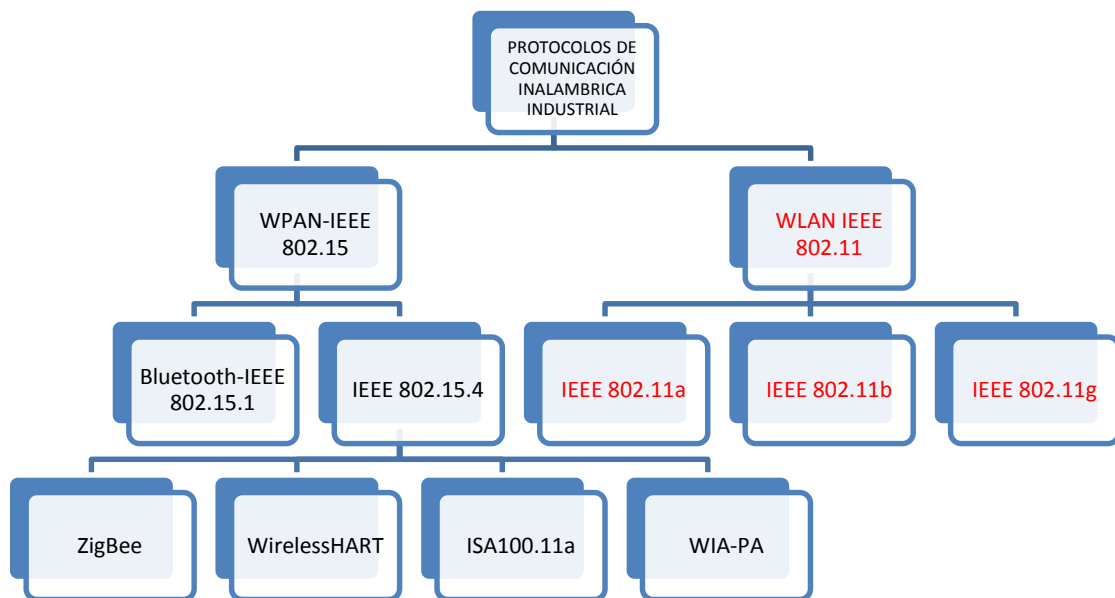 PROTOCOLOS DE
COMUNICACIÓN
INALAMBRICA
INDUSTRIAL
WPAN-IEEE
802.15
WLAN IEEE
802.11
Bluetooth-IEEE
802.15.1
IEEE 802.15.4
IEEE 802.11a
IEEE 802.11b
IEEE 802.11g
ZigBee
WirelessHART
ISA100.11a
WIA-PA